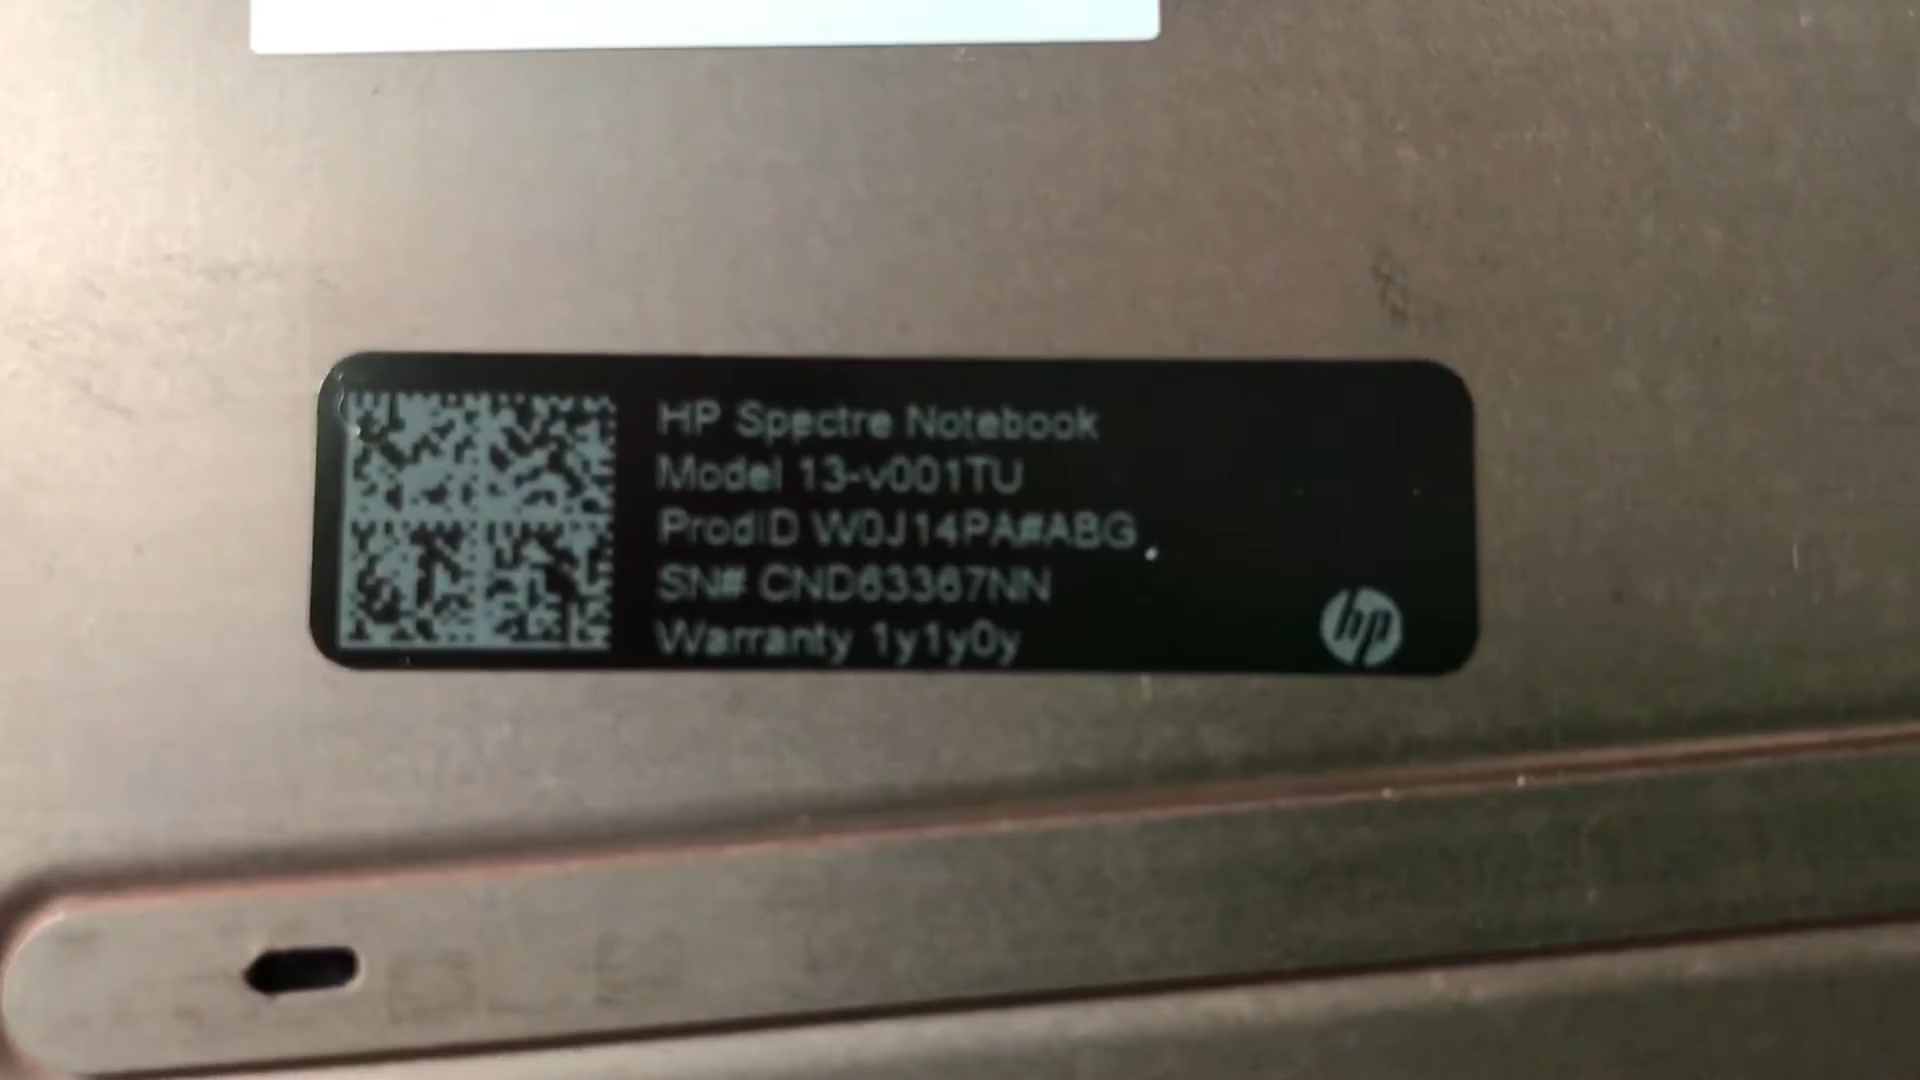 HP Spectre Notebook
Model 13-v001TU
ProdID W0J14PA#ABG
SN# CND63367NN
Warranty 1y1y0y
hp